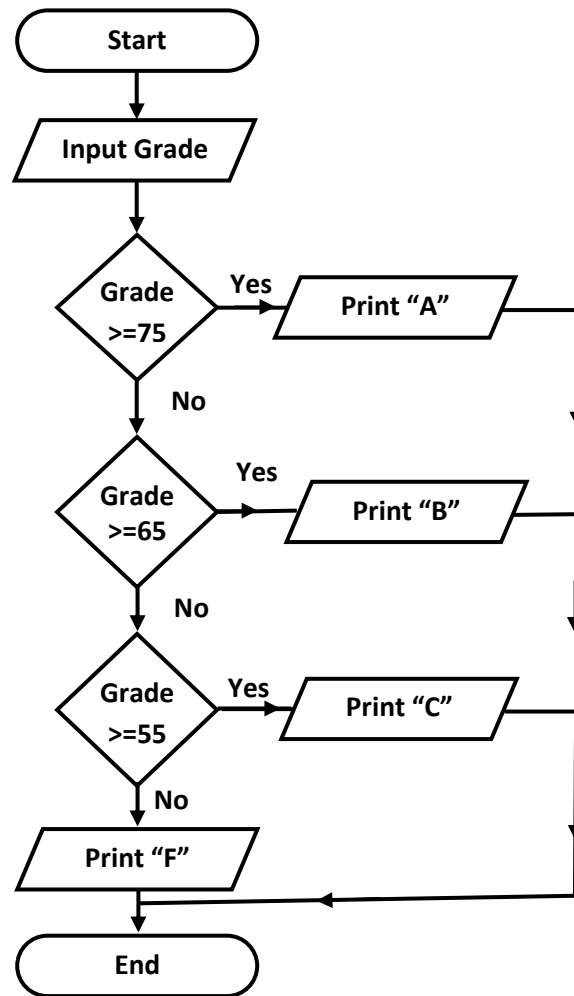 Start
Input Grade
Grade
>=75
Yes
Print “A”
No
Grade
>=65
Yes
Print “B”
No
Grade
>=55
Yes
Print “C”
No
Print “F”
End